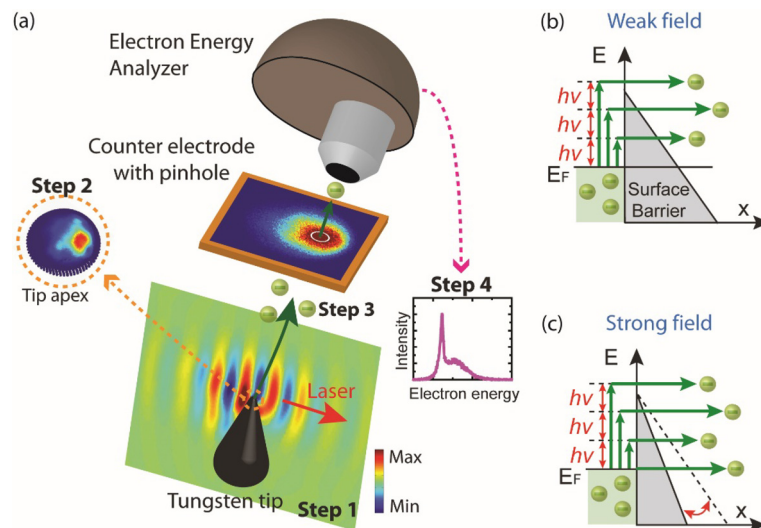 (a)
Electron Energy
Analyzer
Counter electrode
with pinhole
Step 2
Tip apex
Step 3
Step 4
Intensity
Electron energy
Laser
Max
Min
Tungsten tip
Step 1
(b)
Weak field
E
hν
hν
hν
EF
Surface
Barrier
x
(c)
Strong field
E
hν
hν
hν
EF
x